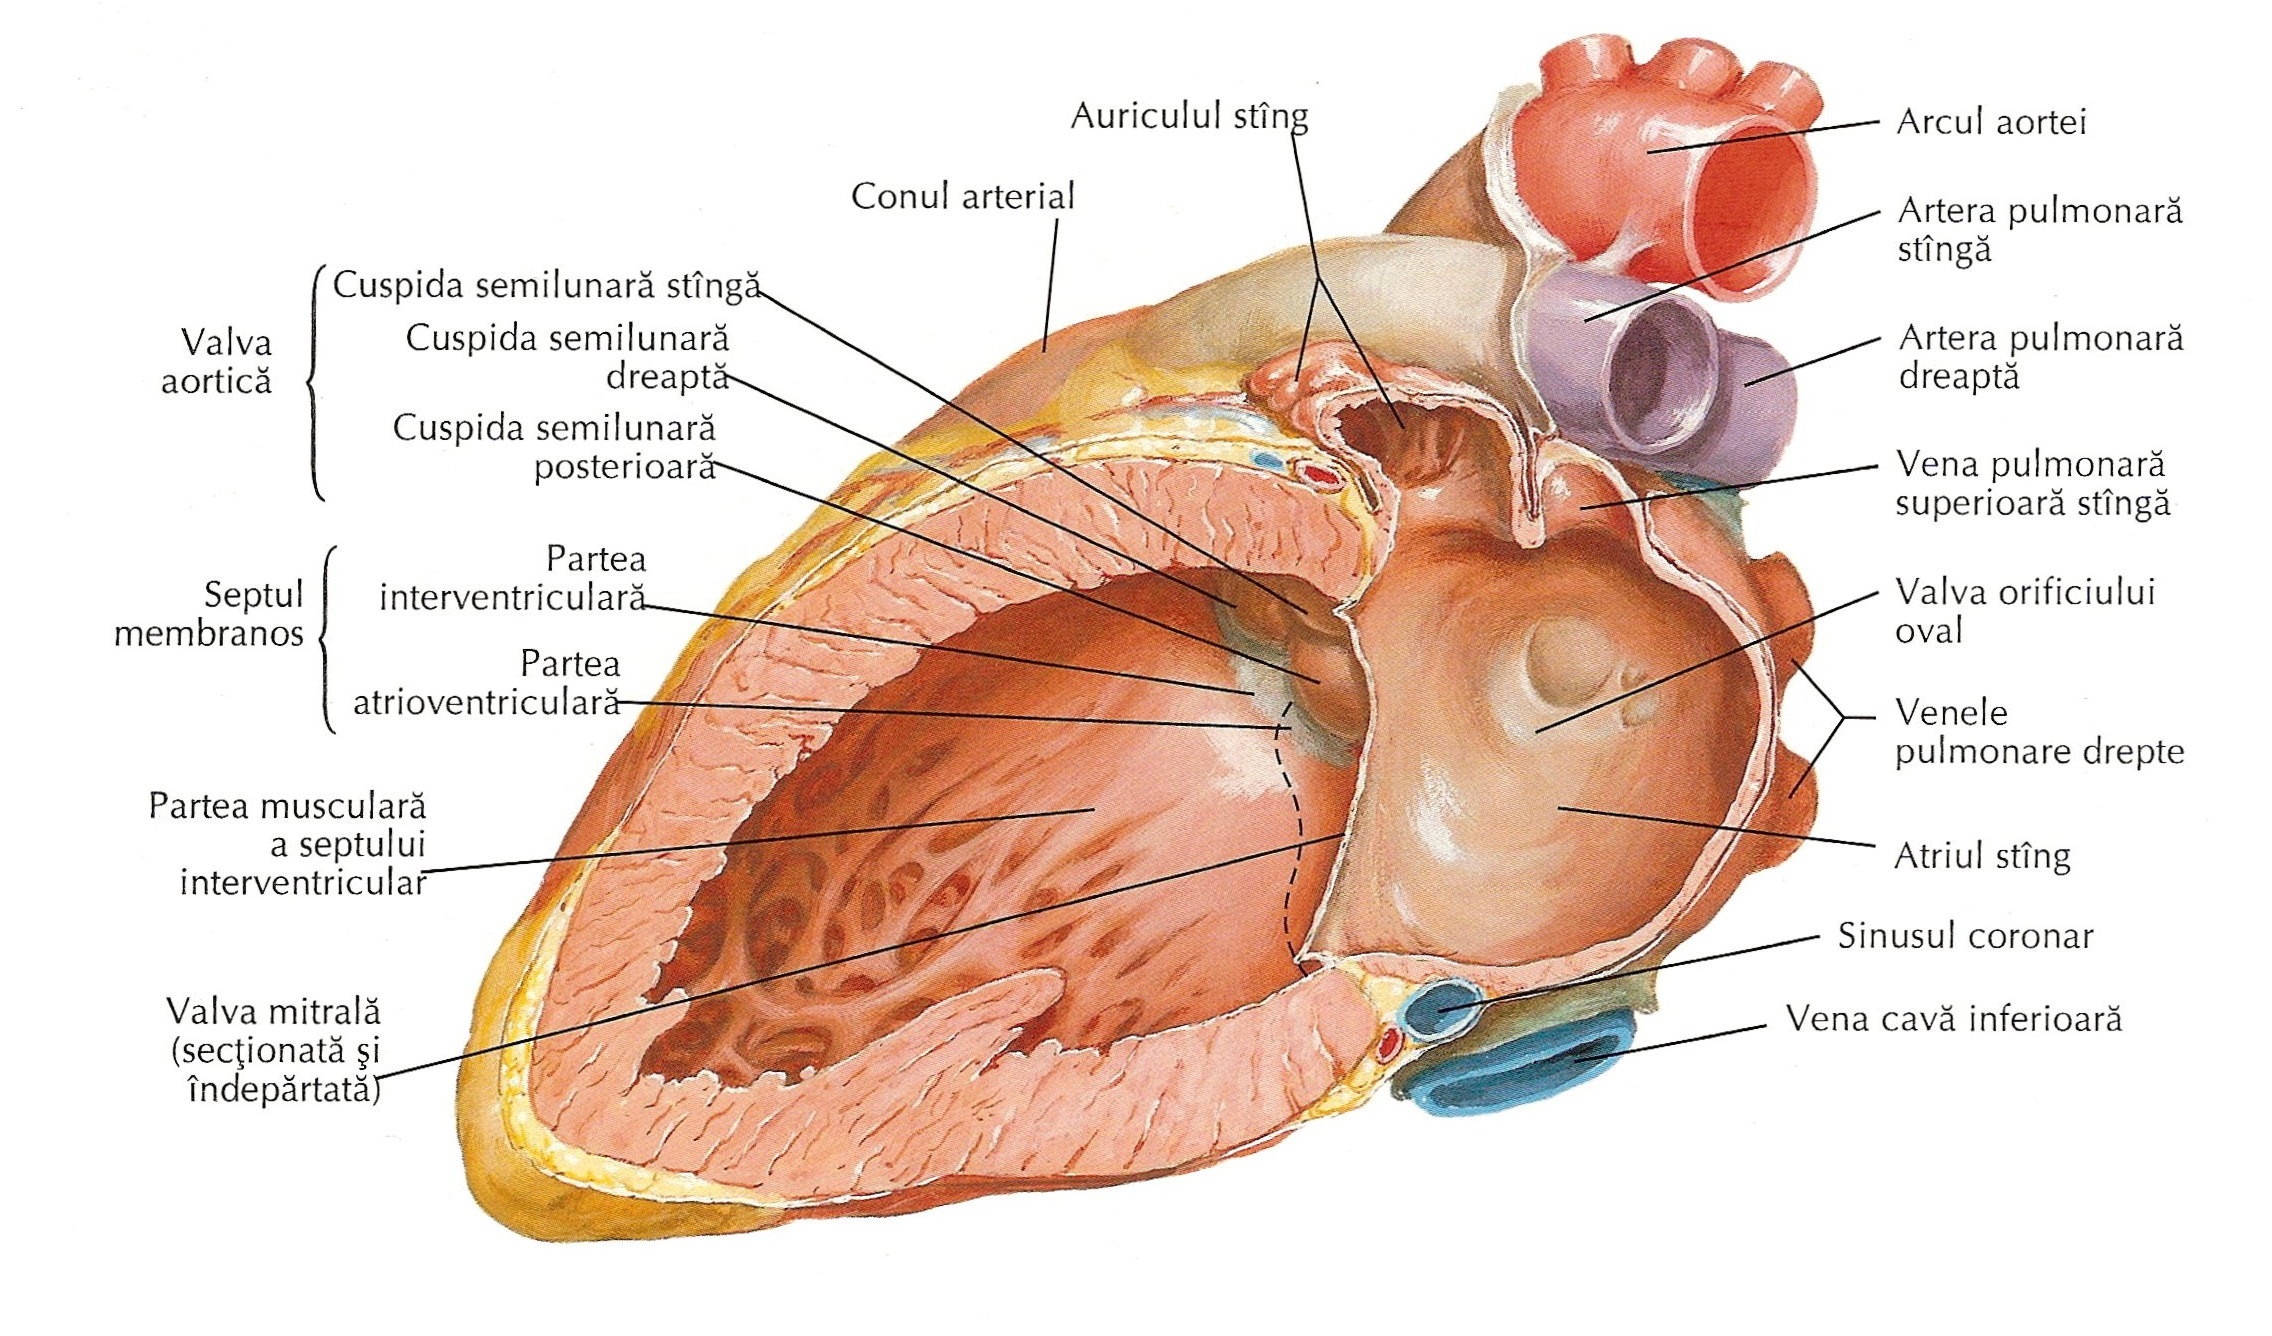 Auriculul stîng
Conul arterial
Valva
aortică
Cuspida semilunară stîngă
Cuspida semilunară
dreaptă
Cuspida semilunară
posterioară
Septul
membranos
Partea
interventriculară
Partea
atrioventriculară
Partea musculară
a septului
interventricular
Valva mitrală
(secţionată şi
îndepărtată)
Arcul aortei
Artera pulmonară
stîngă
Artera pulmonară
dreaptă
Vena pulmonară
superioară stîngă
Valva orificiului
oval
Venele
pulmonare drepte
Atriul stîng
Sinusul coronar
Vena cavă inferioară